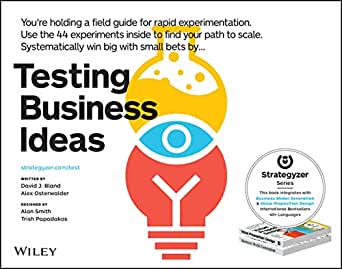 You're holding a field guide for rapid experimentation.
Use the 44 experiments inside to find your path to scale.
Systematically win big with small bets by...
Testing
Business
Ideas
strategyzer.com/test
WRITTEN BY
David J. Bland
Alex Osterwalder
DESIGNED BY
Alan Smith
Trish Papadakos
WILEY
Strategyzer
Series
This book integrates with
Business Model Generation
& Value Proposition Design
International Bestsellers
40+ Languages